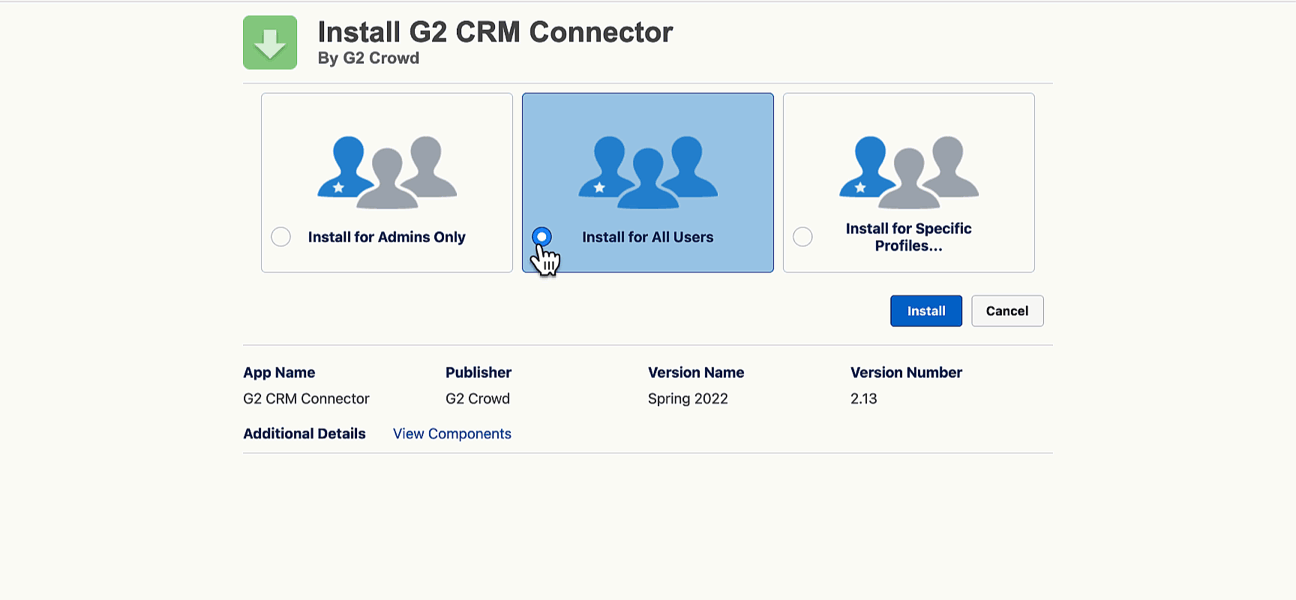 Install G2 CRM Connector
By G2 Crowd
Install for Admins Only
Install for All Users
Install for Specific
Profiles...
Install
Cancel
App Name
Publisher
Version Name
Version Number
G2 CRM Connector
G2 Crowd
Spring 2022
2.13
Additional Details
View Components